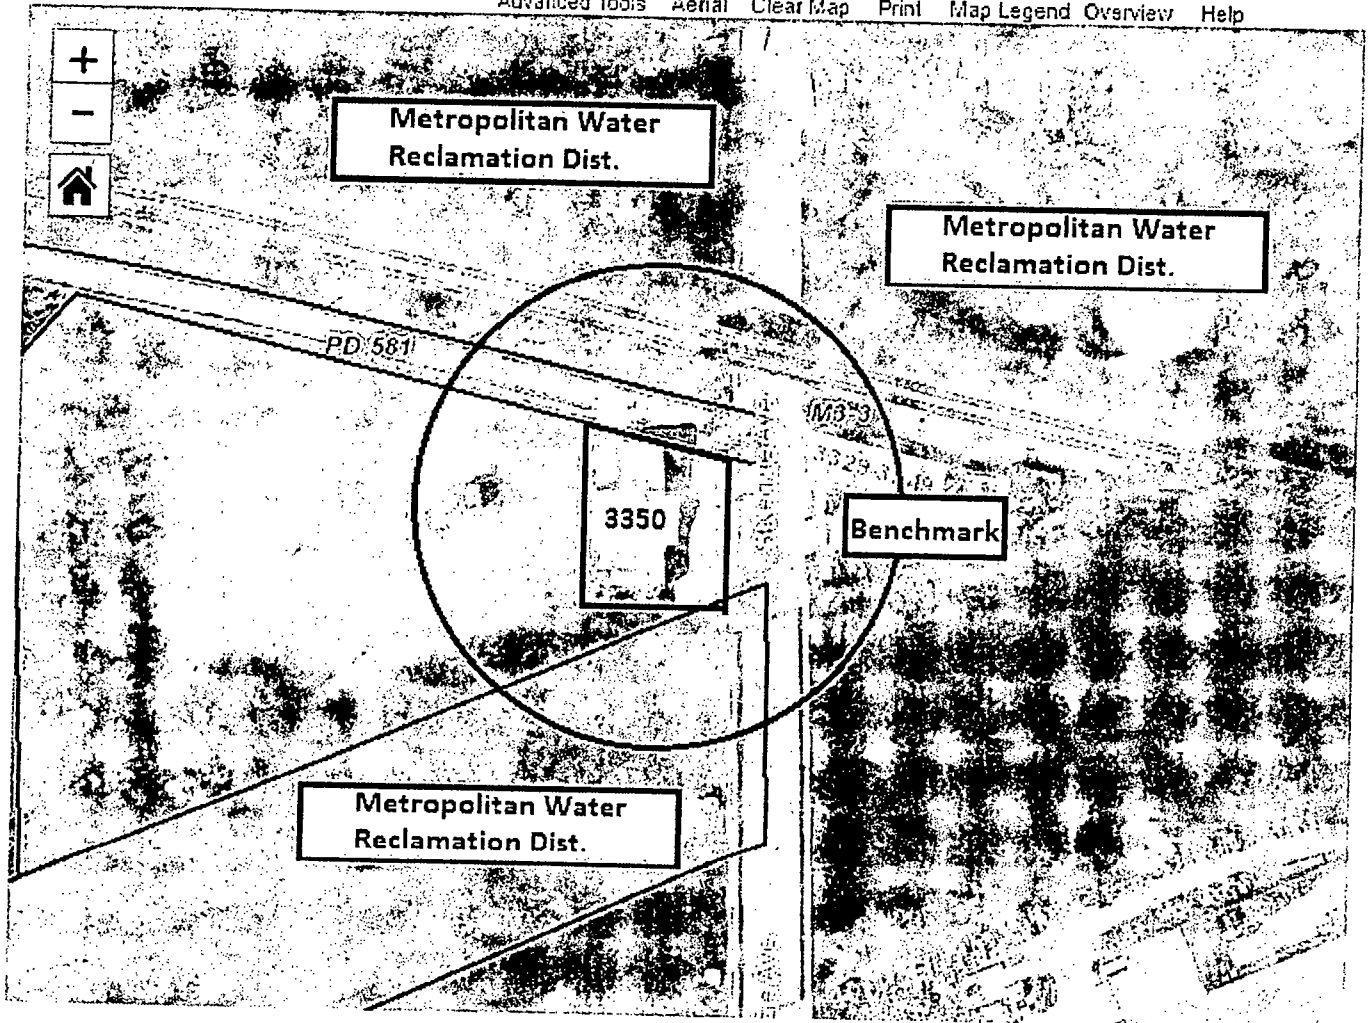 Advanced Tools Aerial Clear Map Print Map Legend Overview Help
+
−
Metropolitan Water
Reclamation Dist.
Metropolitan Water
Reclamation Dist.
PD 581
M3-3
3350
Benchmark
Metropolitan Water
Reclamation Dist.